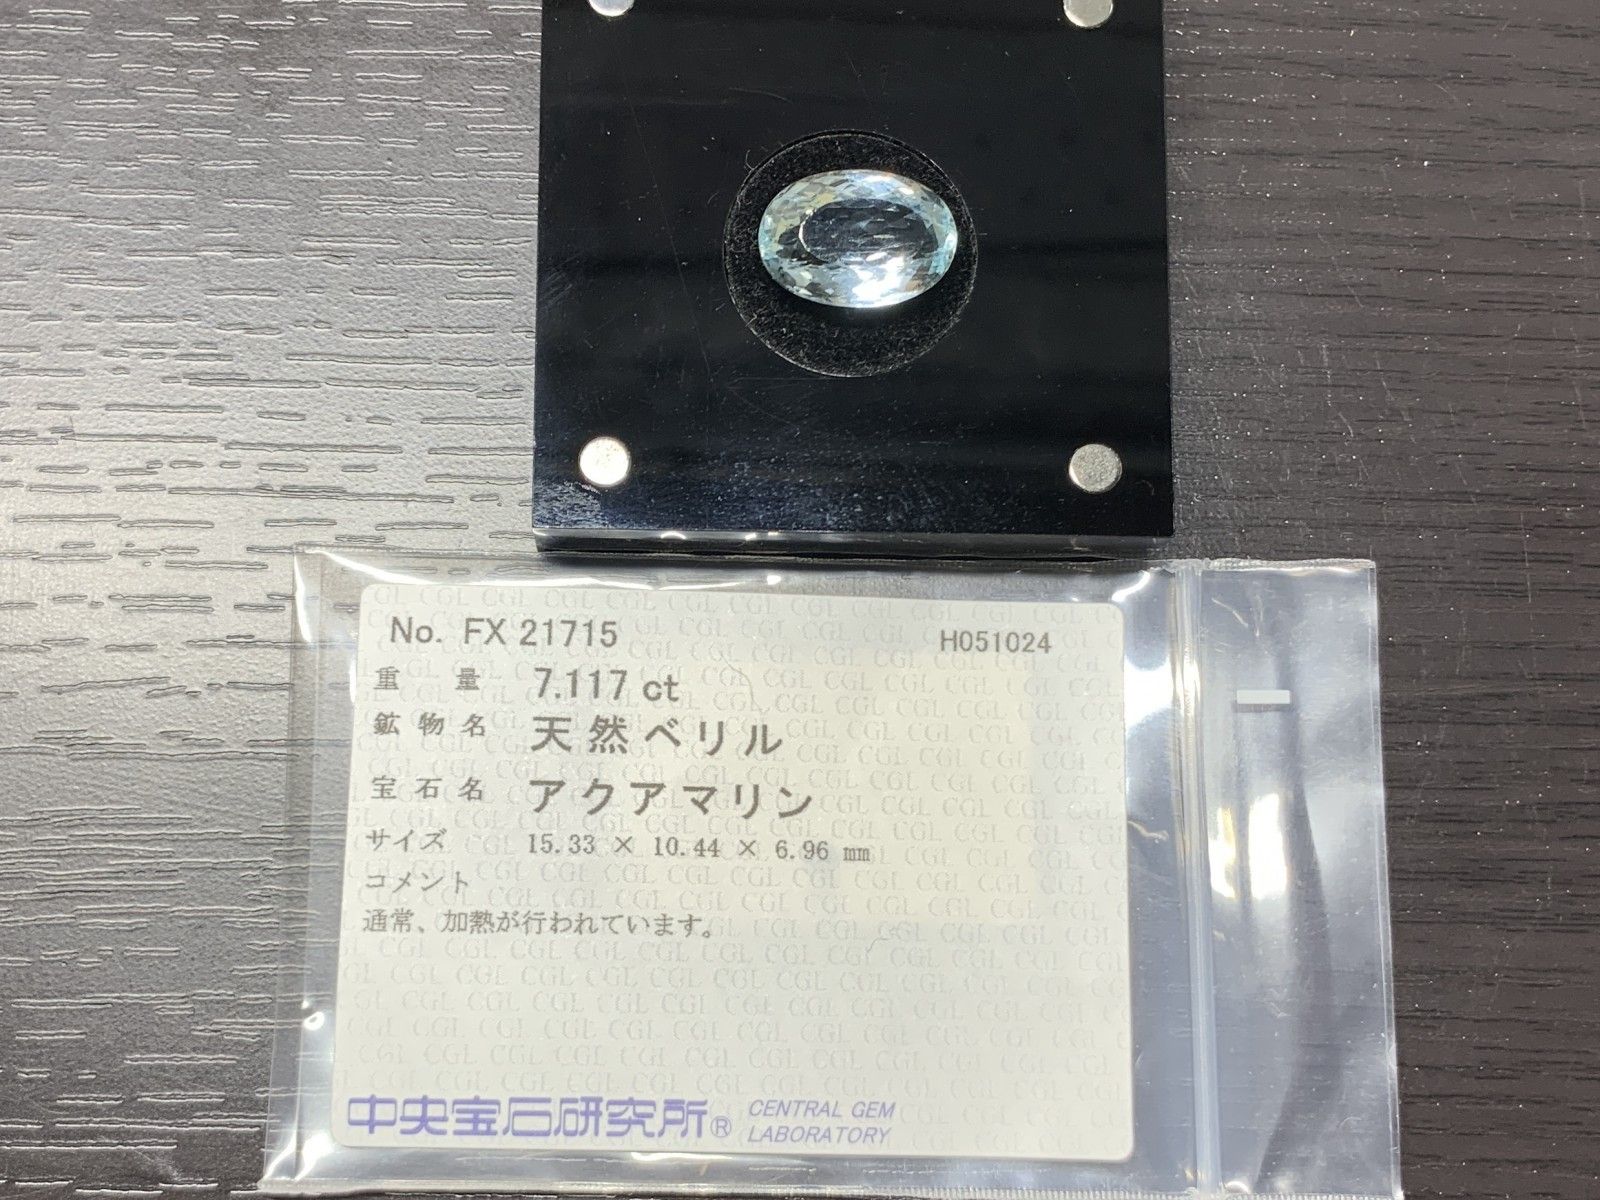 No. FX 21715 H051024
重量 7.117 ct
鉱物名 天然ベリル
宝石名 アクアマリン
サイズ 15.33 × 10.44 × 6.96 mm
コメント
通常、加熱が行われています。
中央宝石研究所® CENTRAL GEM
LABORATORY